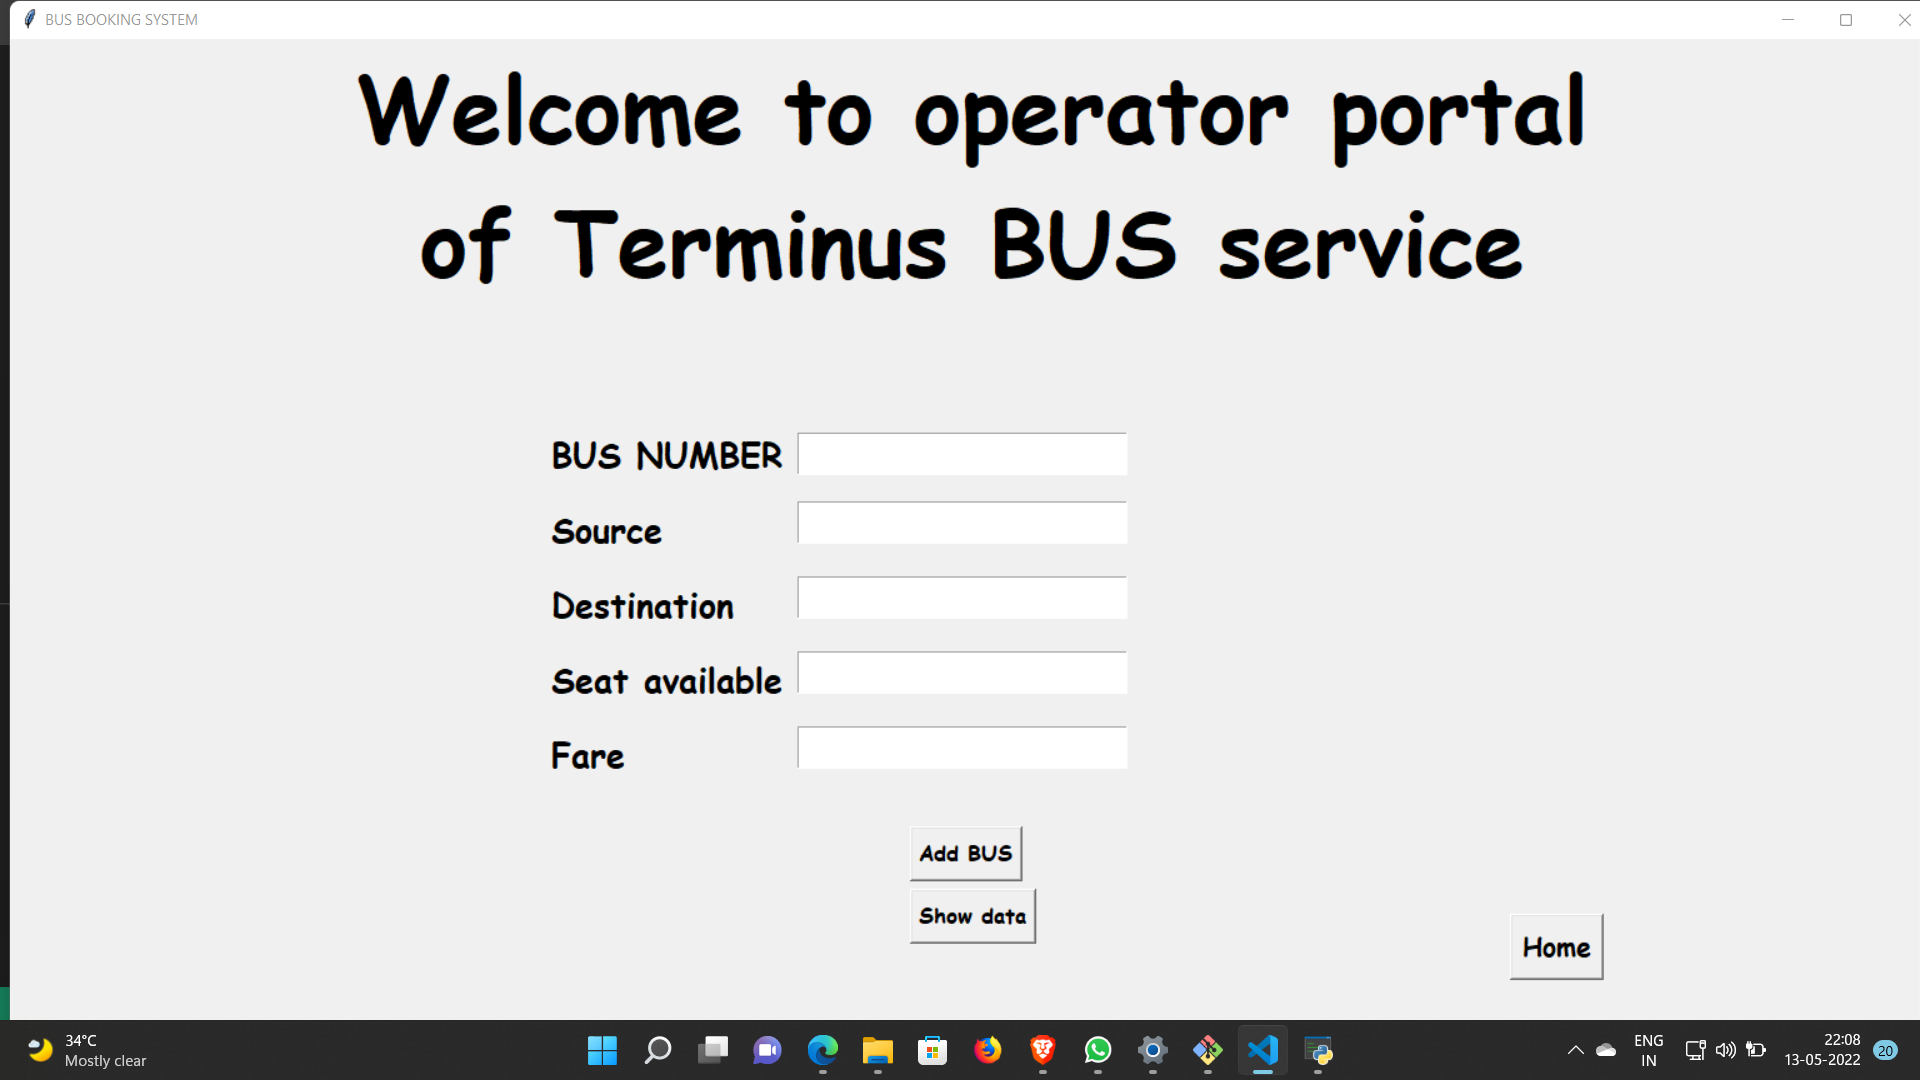 BUS BOOKING SYSTEM
Welcome to operator portal
of Terminus BUS service
BUS NUMBER
Source
Destination
Seat available
Fare
Add BUS
Show data
Home
34°C
Mostly clear
ENG
IN
22:08
13-05-2022
20